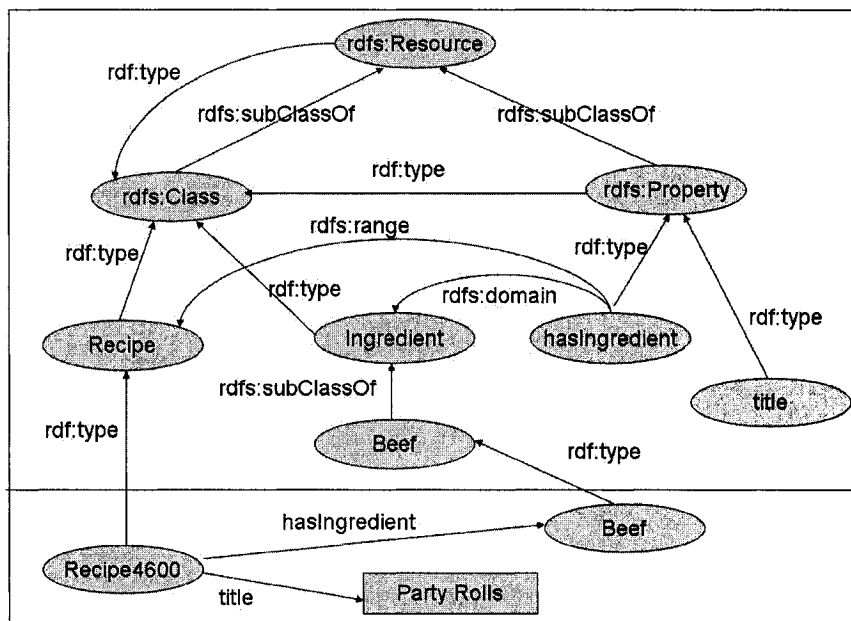 rdfs:Resource
rdf:type
rdfs:subClassOf
rdfs:subClassOf
rdf:type
rdfs:Class
rdfs:Property
rdfs:range
rdf:type
rdf:type
rdf:type
rdfs:domain
rdf:type
Recipe
Ingredient
hasIngredient
rdfs:subClassOf
title
rdf:type
Beef
rdf:type
hasIngredient
Beef
Recipe4600
title
Party Rolls